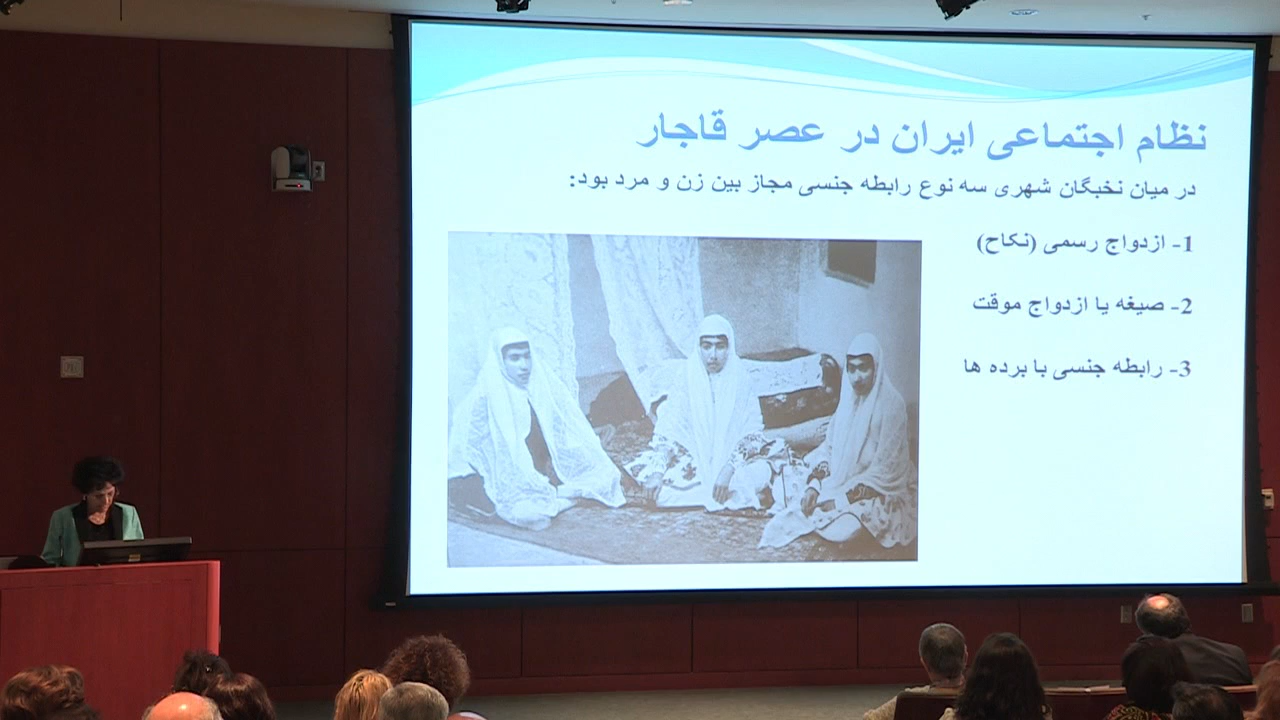 نظام اجتماعی ایران در عصر قاجار
در میان نخبگان شهری سه نوع رابطه جنسی مجاز بین زن و مرد بود:
1- ازدواج رسمی (نکاح)
2- صیغه یا ازدواج موقت
3- رابطه جنسی با برده ها